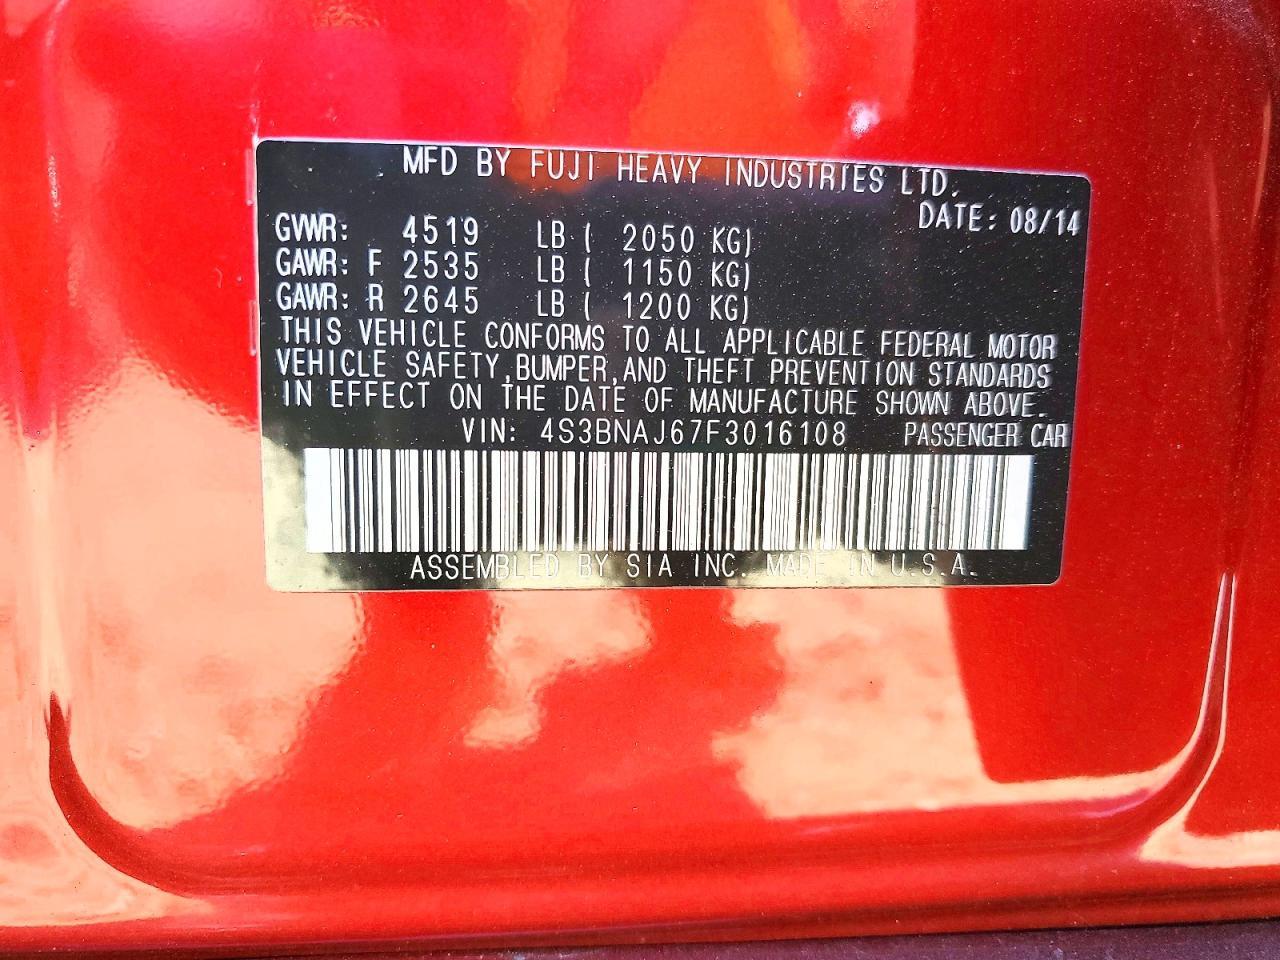 MFD BY FUJI HEAVY INDUSTRIES LTD.
DATE: 08/14
GVWR: 4519 LB ( 2050 KG)
GAWR: F 2535 LB ( 1150 KG)
GAWR: R 2645 LB ( 1200 KG)
THIS VEHICLE CONFORMS TO ALL APPLICABLE FEDERAL MOTOR
VEHICLE SAFETY,BUMPER,AND THEFT PREVENTION STANDARDS
IN EFFECT ON THE DATE OF MANUFACTURE SHOWN ABOVE.
VIN: 4S3BNAJ67F3016108 PASSENGER CAR
ASSEMBLED BY SIA INC. MADE IN U.S.A.